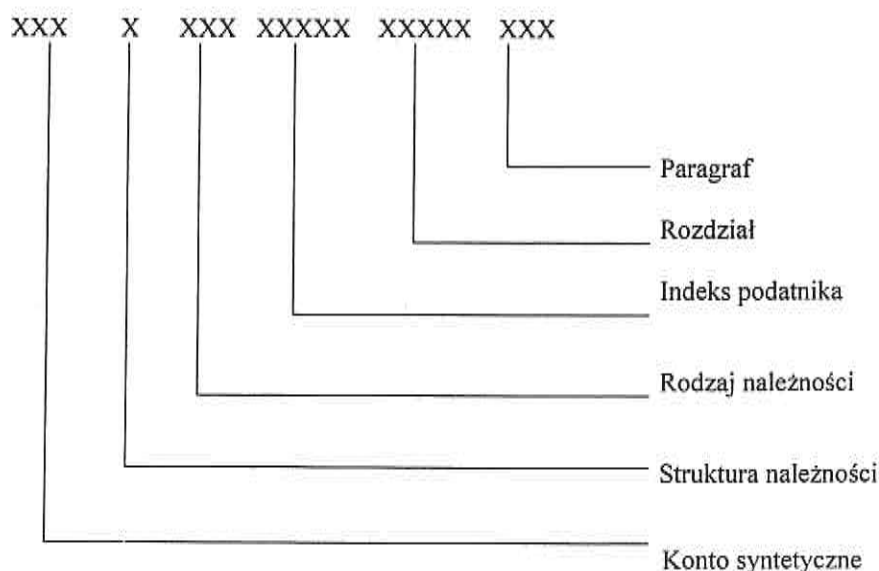 XXX X XXX XXXXX XXXXX XXX
Paragraf
Rozdział
Indeks podatnika
Rodzaj należności
Struktura należności
Konto syntetyczne